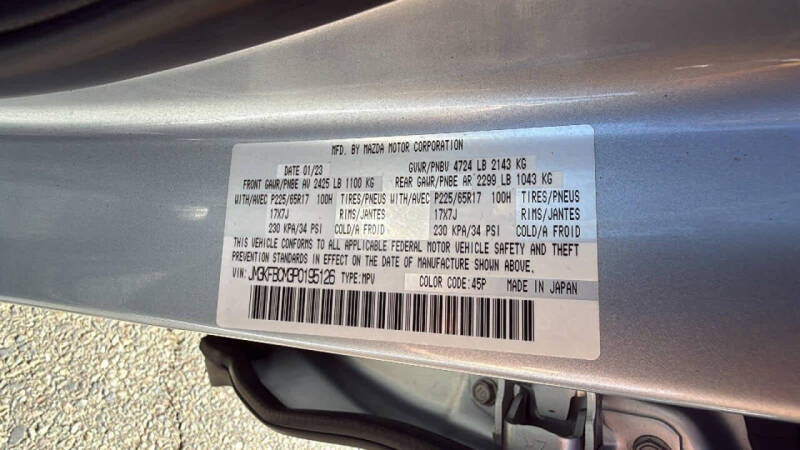 MFD. BY MAZDA MOTOR CORPORATION
DATE 01/23 GVWR/PNBV 4724 LB 2143 KG
FRONT GAWR/PNBE AV 2425 LB 1100 KG REAR GAWR/PNBE AR 2299 LB 1043 KG
WITH/AVEC P225/65R17 100H TIRES/PNEUS WITH/AVEC P225/65R17 100H TIRES/PNEUS
17X7J RIMS/JANTES 17X7J RIMS/JANTES
230 KPA/34 PSI COLD/A FROID 230 KPA/34 PSI COLD/A FROID
THIS VEHICLE CONFORMS TO ALL APPLICABLE FEDERAL MOTOR VEHICLE SAFETY AND THEFT
PREVENTION STANDARDS IN EFFECT ON THE DATE OF MANUFACTURE SHOWN ABOVE.
VIN: JM3KFBCM3P0195126 TYPE:MPV COLOR CODE:45P MADE IN JAPAN